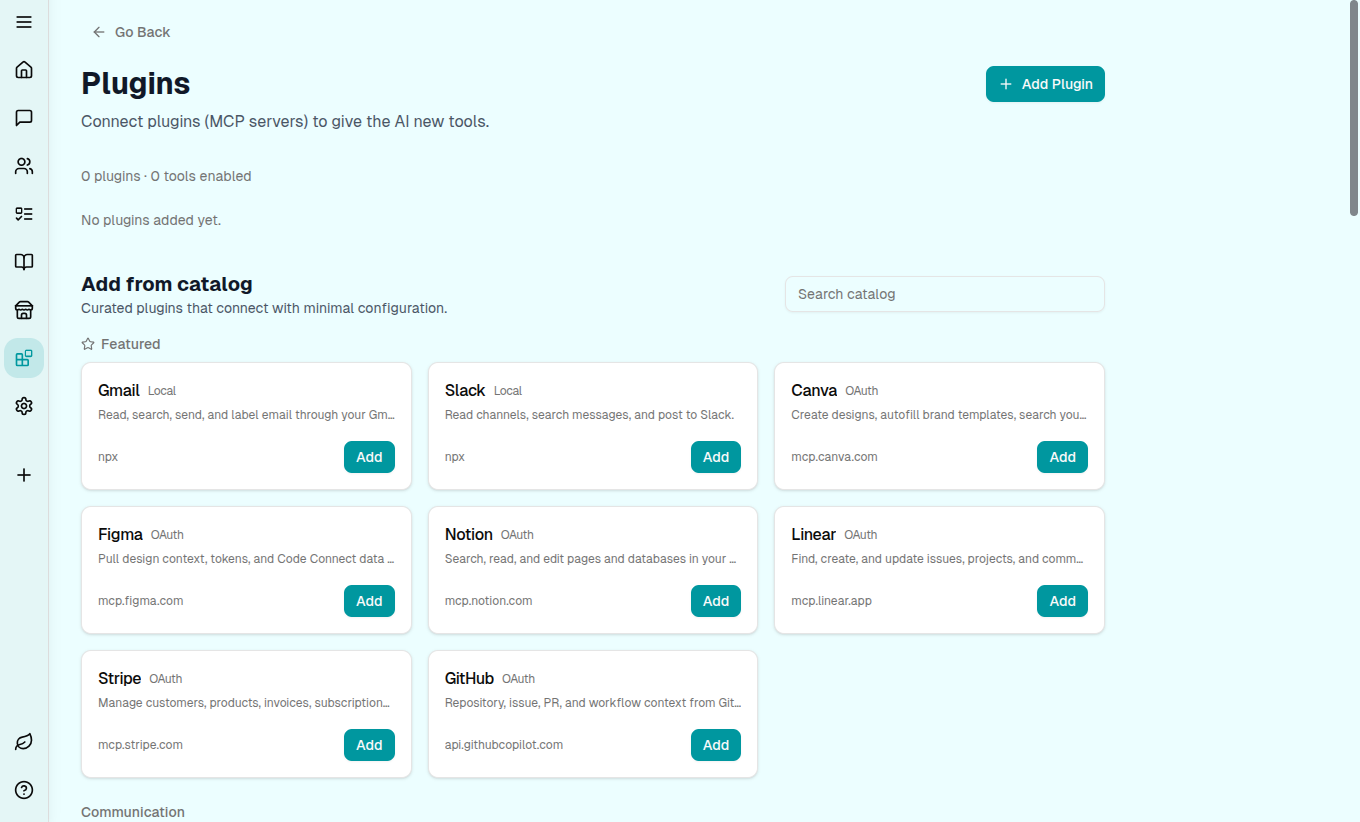 Go Back
Plugins
Add Plugin
Connect plugins (MCP servers) to give the AI new tools.
0 plugins · 0 tools enabled
No plugins added yet.
Add from catalog
Curated plugins that connect with minimal configuration.
Search catalog
Featured
Gmail Local
Read, search, send, and label email through your Gm…
npx
Add
Slack Local
Read channels, search messages, and post to Slack.
npx
Add
Canva OAuth
Create designs, autofill brand templates, search you…
mcp.canva.com
Add
Figma OAuth
Pull design context, tokens, and Code Connect data …
mcp.figma.com
Add
Notion OAuth
Search, read, and edit pages and databases in your …
mcp.notion.com
Add
Linear OAuth
Find, create, and update issues, projects, and comm…
mcp.linear.app
Add
Stripe OAuth
Manage customers, products, invoices, subscription…
mcp.stripe.com
Add
GitHub OAuth
Repository, issue, PR, and workflow context from Git…
api.githubcopilot.com
Add
Communication